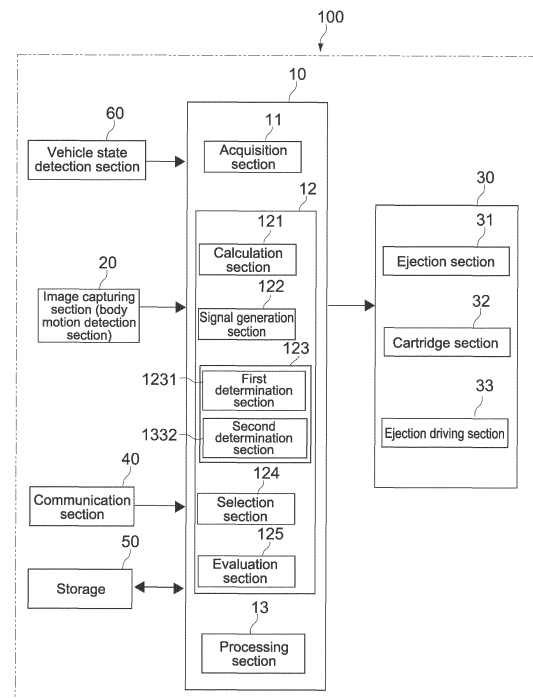 100
10
60
Vehicle state
detection section
11
Acquisition
section
12
121
Calculation
section
30
31
Ejection section
20
Image capturing
section (body
motion detection
section)
122
Signal generation
section
32
Cartridge section
123
1231
First
determination
section
1332
Second
determination
section
33
Ejection driving section
40
Communication
section
124
Selection
section
50
Storage
125
Evaluation
section
13
Processing
section